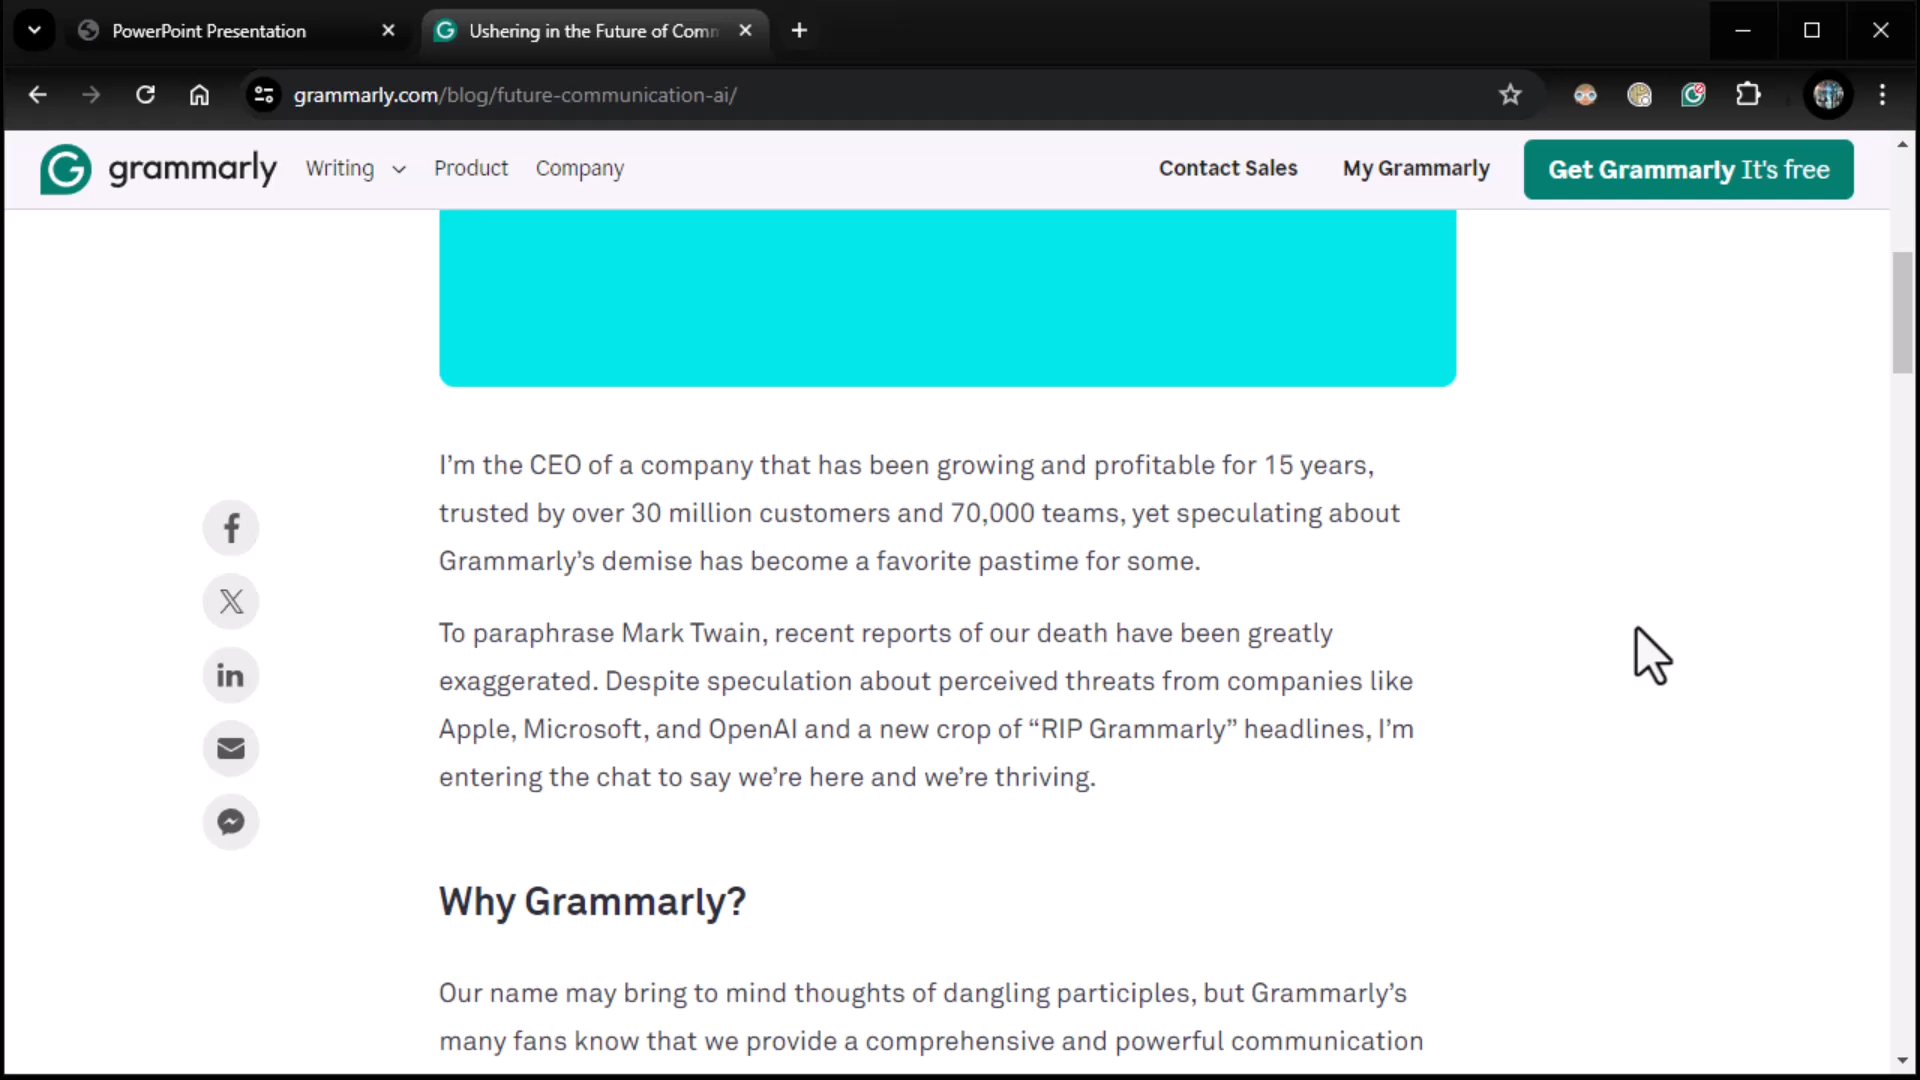 PowerPoint Presentation
Ushering in the Future of Com
grammarly.com/blog/future-communication-ai/
grammarly Writing Product Company Contact Sales My Grammarly Get Grammarly It's free
I’m the CEO of a company that has been growing and profitable for 15 years,
trusted by over 30 million customers and 70,000 teams, yet speculating about
Grammarly’s demise has become a favorite pastime for some.
To paraphrase Mark Twain, recent reports of our death have been greatly
exaggerated. Despite speculation about perceived threats from companies like
Apple, Microsoft, and OpenAI and a new crop of “RIP Grammarly” headlines, I’m
entering the chat to say we’re here and we’re thriving.
Why Grammarly?
Our name may bring to mind thoughts of dangling participles, but Grammarly’s
many fans know that we provide a comprehensive and powerful communication